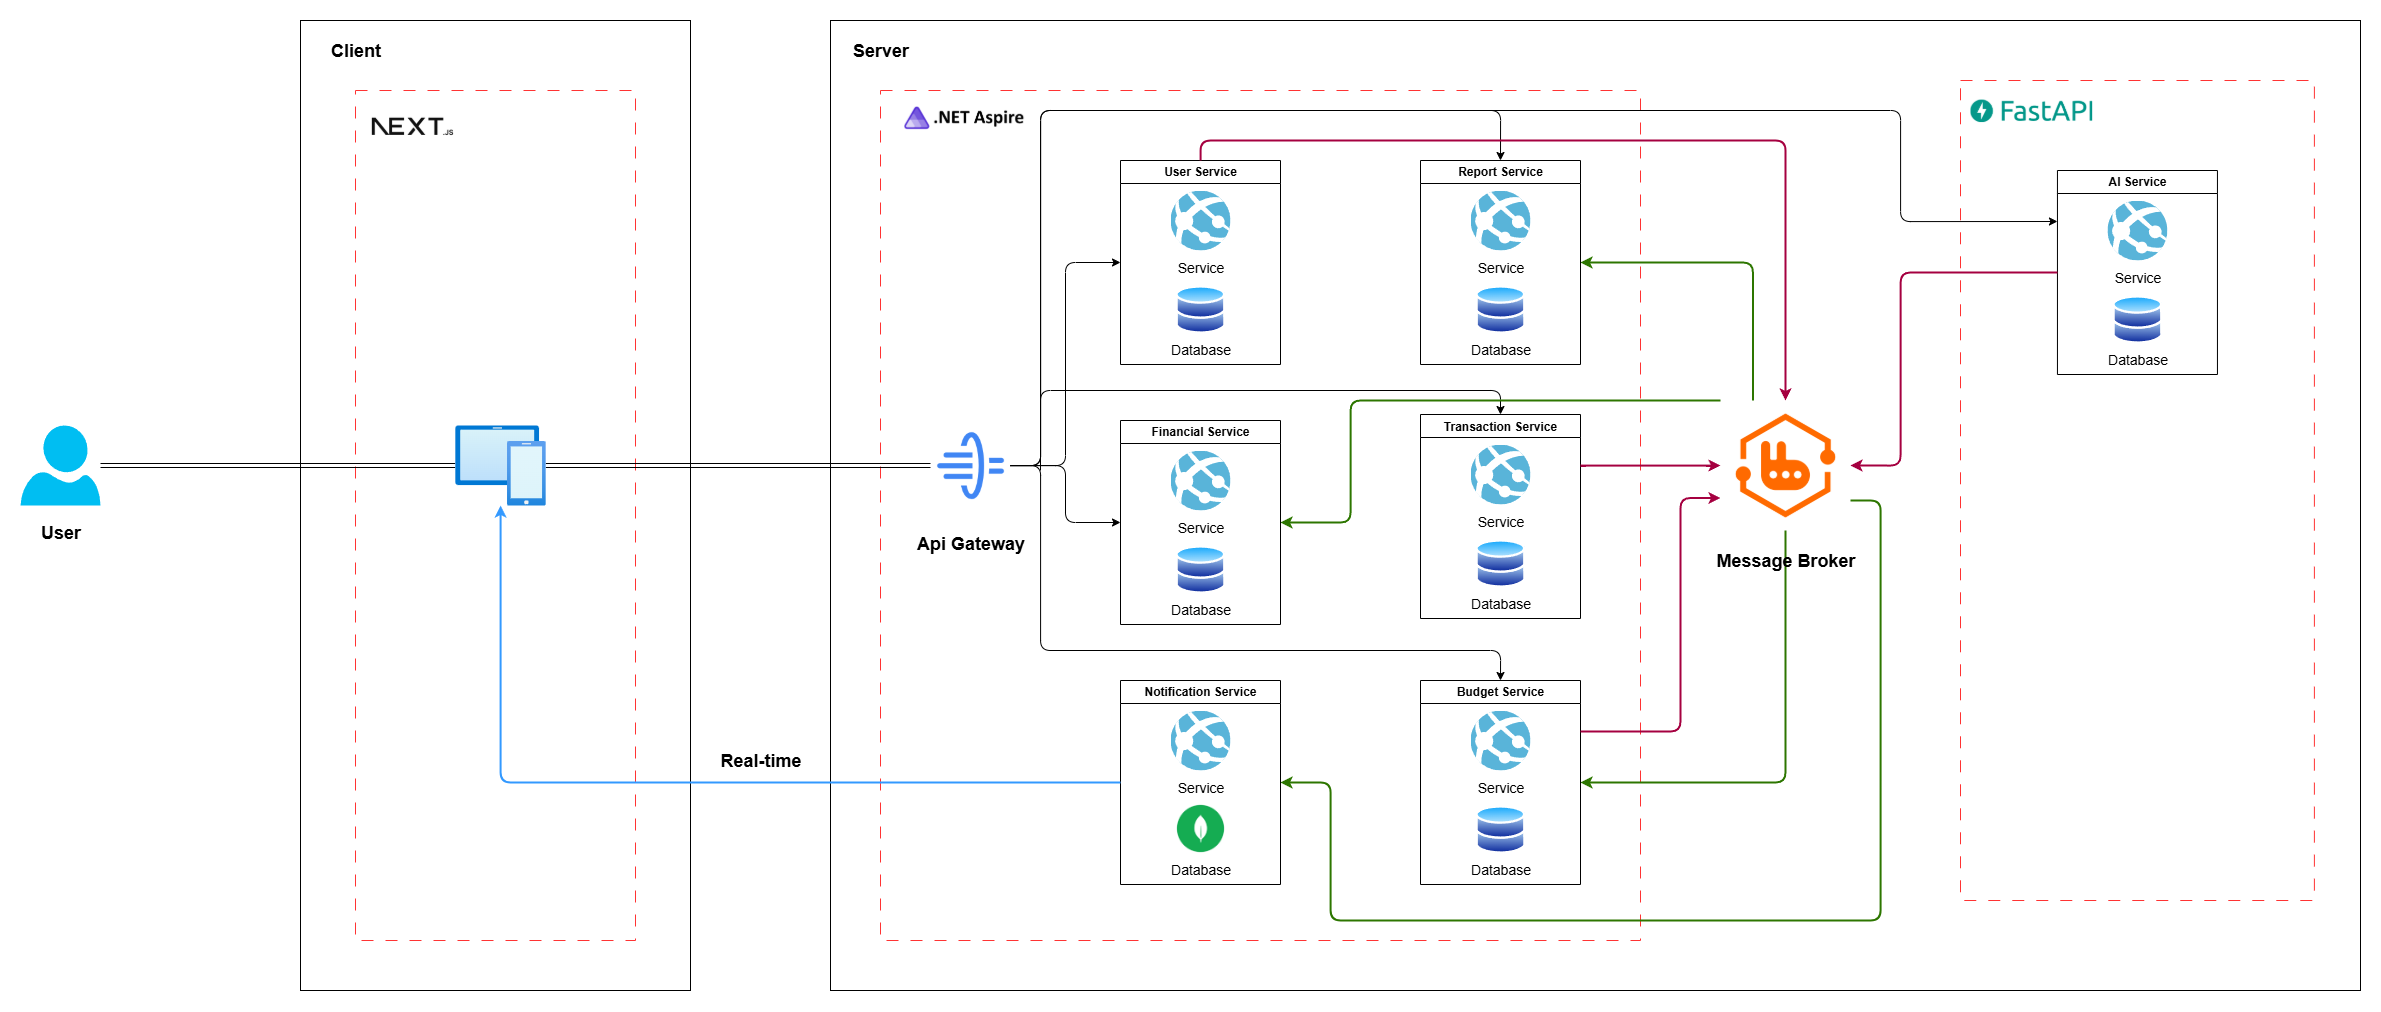 Client
NEXT.JS
User
Real-time
Server
.NET Aspire
Api Gateway
User Service
Service
Database
Report Service
Service
Database
Financial Service
Service
Database
Transaction Service
Service
Database
Notification Service
Service
Database
Budget Service
Service
Database
Message Broker
FastAPI
AI Service
Service
Database